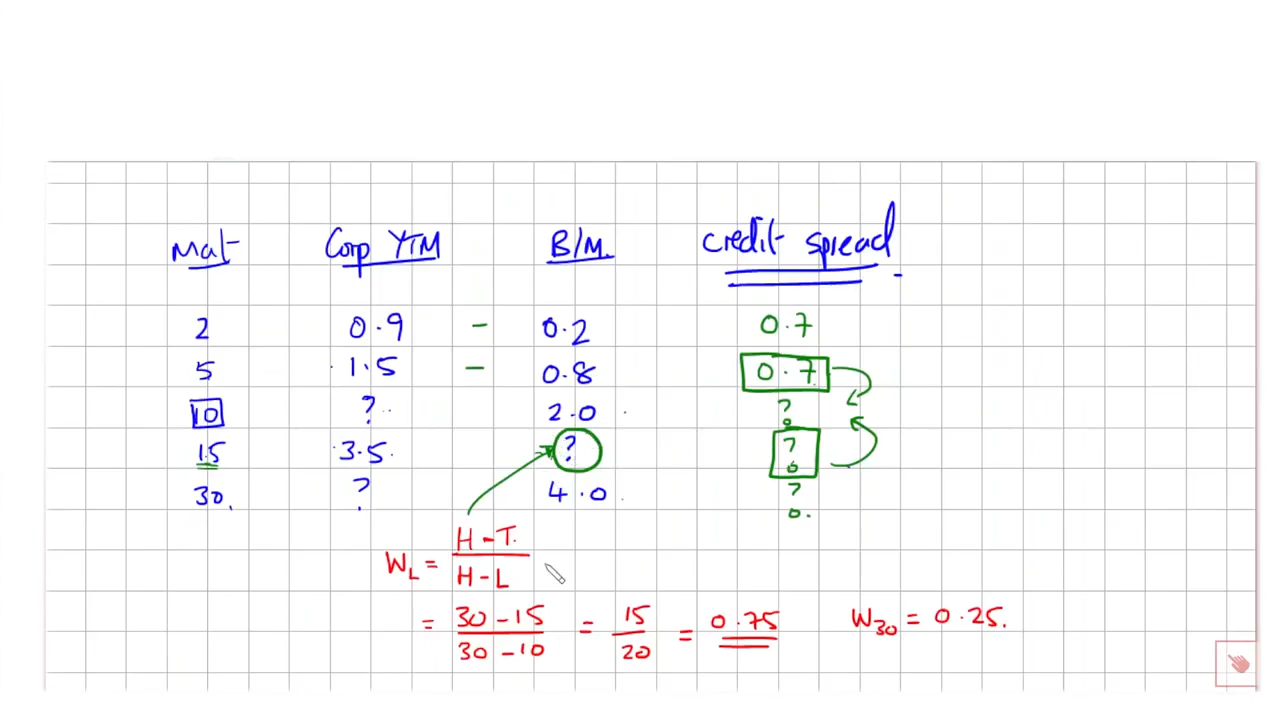 Mat Corp YTM B/M. Credit spread
2 0.9 - 0.2 0.7
5 1.5 - 0.8 0.7
10 ? 2.0 ?
15 3.5 ? ?
30. ? 4.0 ?
W_L = H - T / H - L
= 30 - 15 / 30 - 10 = 15 / 20 = 0.75 W_30 = 0.25.